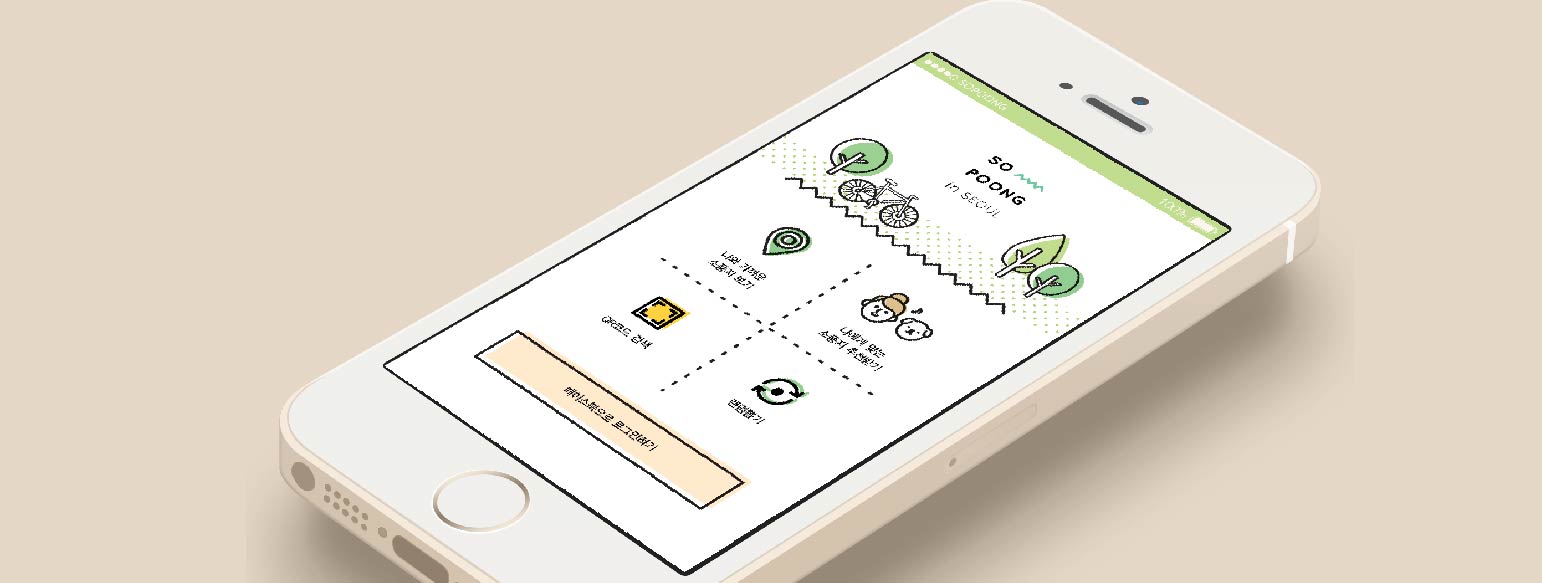 SOPOONG
100%
SO
POONG
in SEOUL
나와 가까운
소풍지 보기
나에게 맞는
소풍지 추천받기
QR코드 검색
랜덤뽑기
페이스북으로 로그인하기